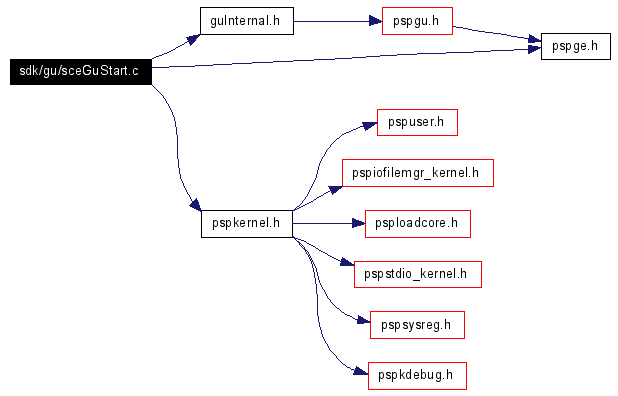 guInternal.h
pspgu.h
pspge.h
sdk/gu/sceGuStart.c
pspuser.h
pspiofilemgr_kernel.h
pspkernel.h
psploadcore.h
pspstdio_kernel.h
pspsysreg.h
pspkdebug.h